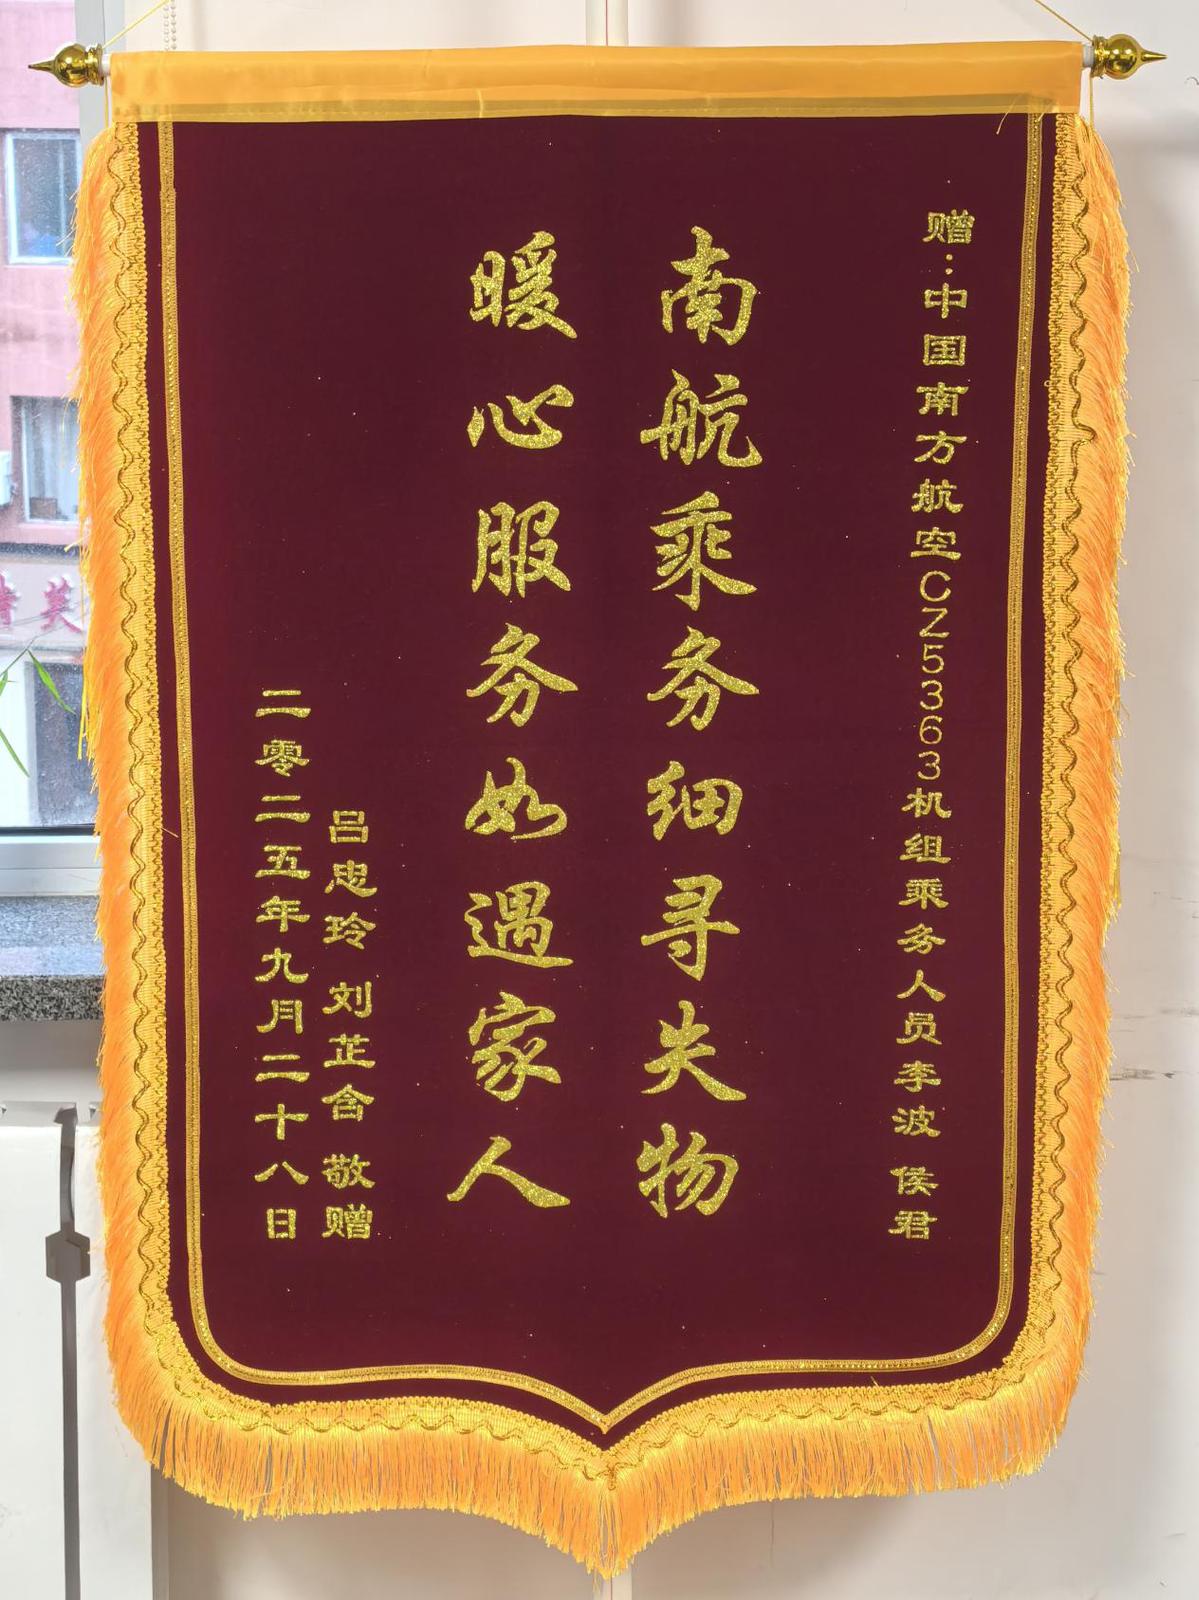 赠：中国南方航空CZ5363机组乘务人员李波 侯君
南航乘务细寻失物
暖心服务如遇家人
吕忠玲 刘芷含 敬赠
二零二五年九月二十八日